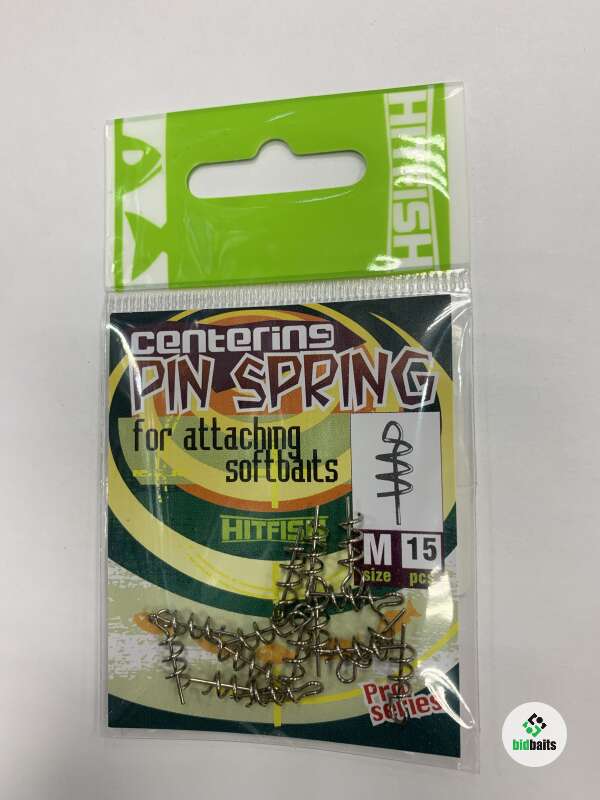 HITFISH
centering
PIN SPRING
for attaching
softbaits
HITFISH
M 15
size pcs
Pro
series
bidbaits